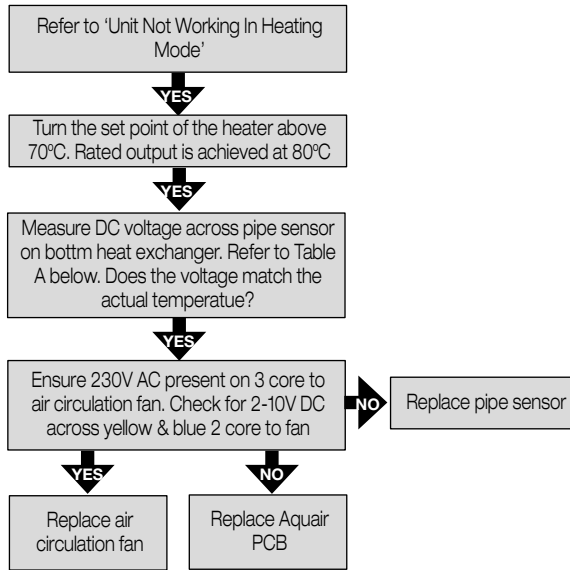 Refer to ‘Unit Not Working In Heating
Mode’
YES
Turn the set point of the heater above
70ºC. Rated output is achieved at 80ºC
YES
Measure DC voltage across pipe sensor
on bottm heat exchanger. Refer to Table
A below. Does the voltage match the
actual temperatue?
YES
Ensure 230V AC present on 3 core to
air circulation fan. Check for 2-10V DC
across yellow & blue 2 core to fan
NO
Replace pipe sensor
YES
NO
Replace air
circulation fan
Replace Aquair
PCB